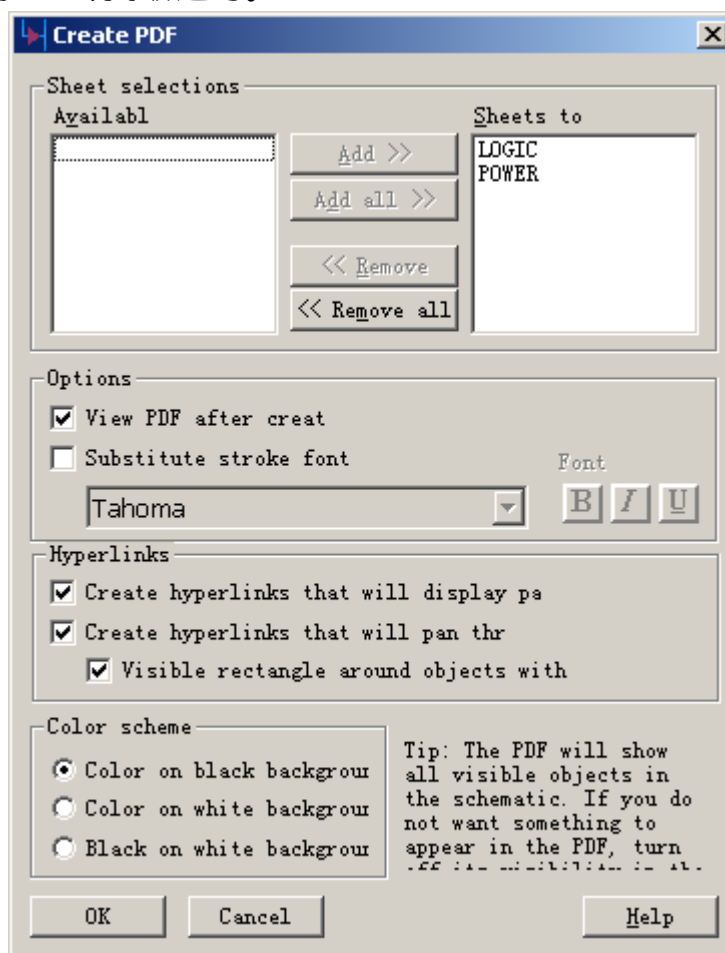 Create PDF
Sheet selections
Availabl
Sheets to
Add >>
Add all >>
<< Remove
<< Remove all
LOGIC
POWER
Options
View PDF after creat
Substitute stroke font
Font
Tahoma
B I U
Hyperlinks
Create hyperlinks that will display pa
Create hyperlinks that will pan thr
Visible rectangle around objects with
Color scheme
Color on black backgrour
Color on white backgrour
Black on white backgrour
Tip: The PDF will show
all visible objects in
the schematic. If you do
not want something to
appear in the PDF, turn
OK
Cancel
Help